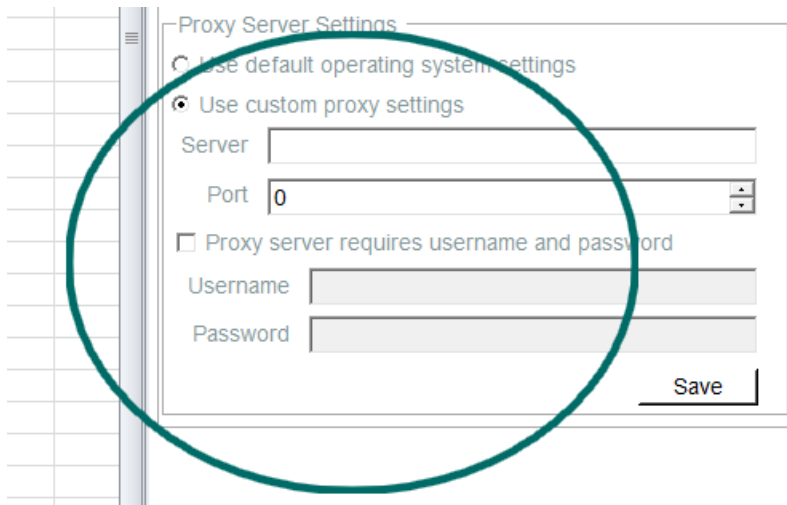 Proxy Server Settings
Use default operating system settings
Use custom proxy settings
Server
Port 0
Proxy server requires username and password
Username
Password
Save